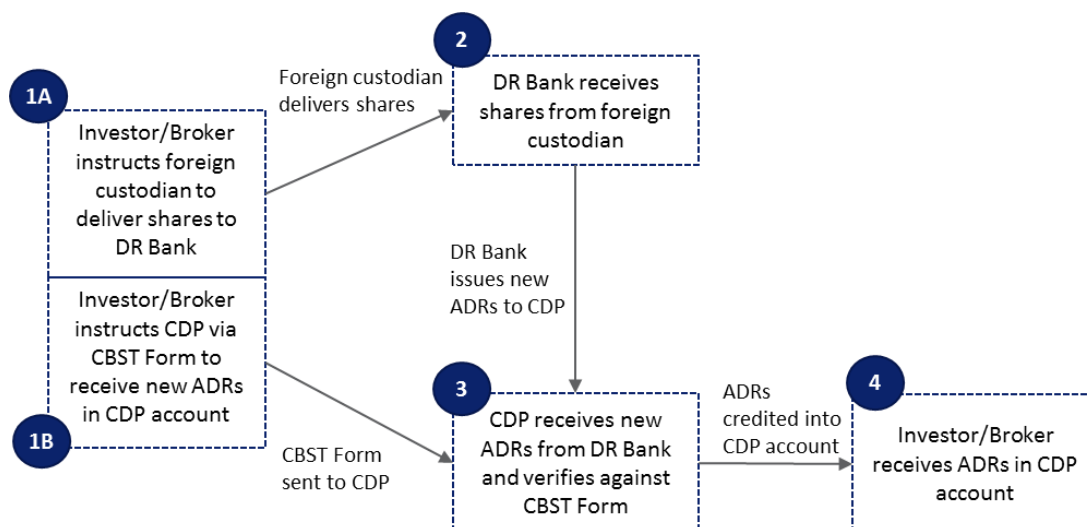 1A
Investor/Broker
instructs foreign
custodian to
deliver shares to
DR Bank
Foreign custodian
delivers shares
2
DR Bank receives
shares from foreign
custodian
DR Bank
issues new
ADRs to CDP
Investor/Broker
instructs CDP via
CBST Form to
receive new ADRs
in CDP account
1B
CBST Form
sent to CDP
3
CDP receives new
ADRs from DR Bank
and verifies against
CBST Form
ADRs
credited into
CDP account
4
Investor/Broker
receives ADRs in CDP
account